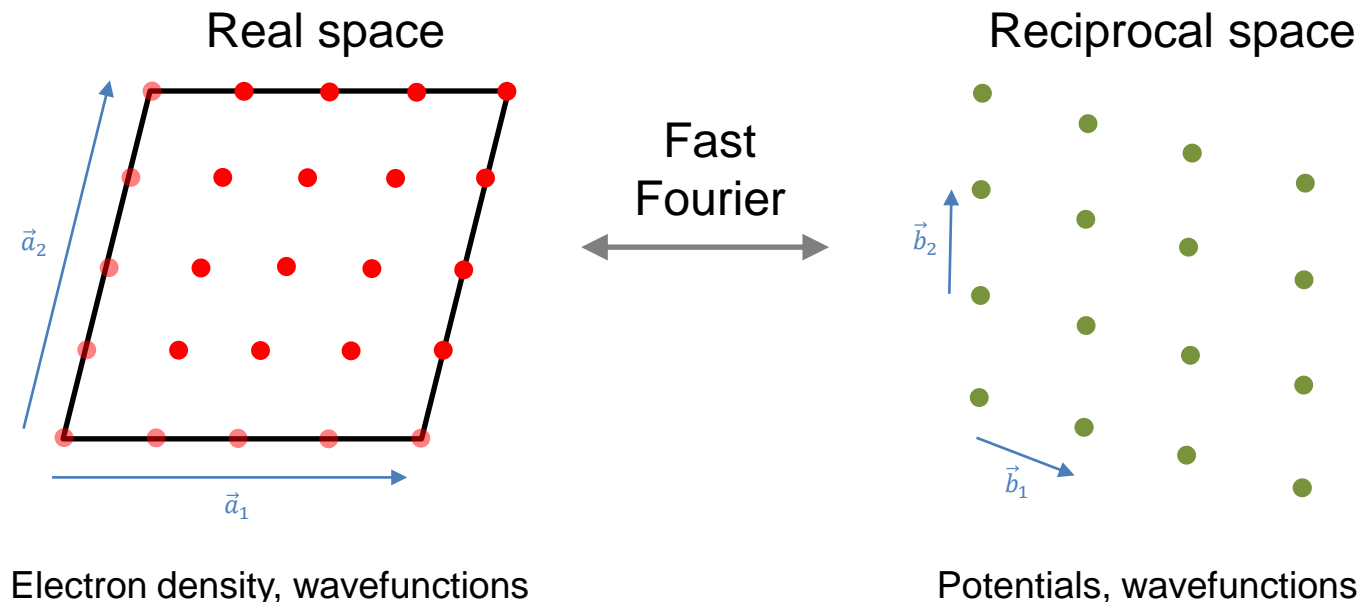 Real space
Reciprocal space
Fast
Fourier
a⃗₂
b⃗₂
a⃗₁
b⃗₁
Electron density, wavefunctions
Potentials, wavefunctions